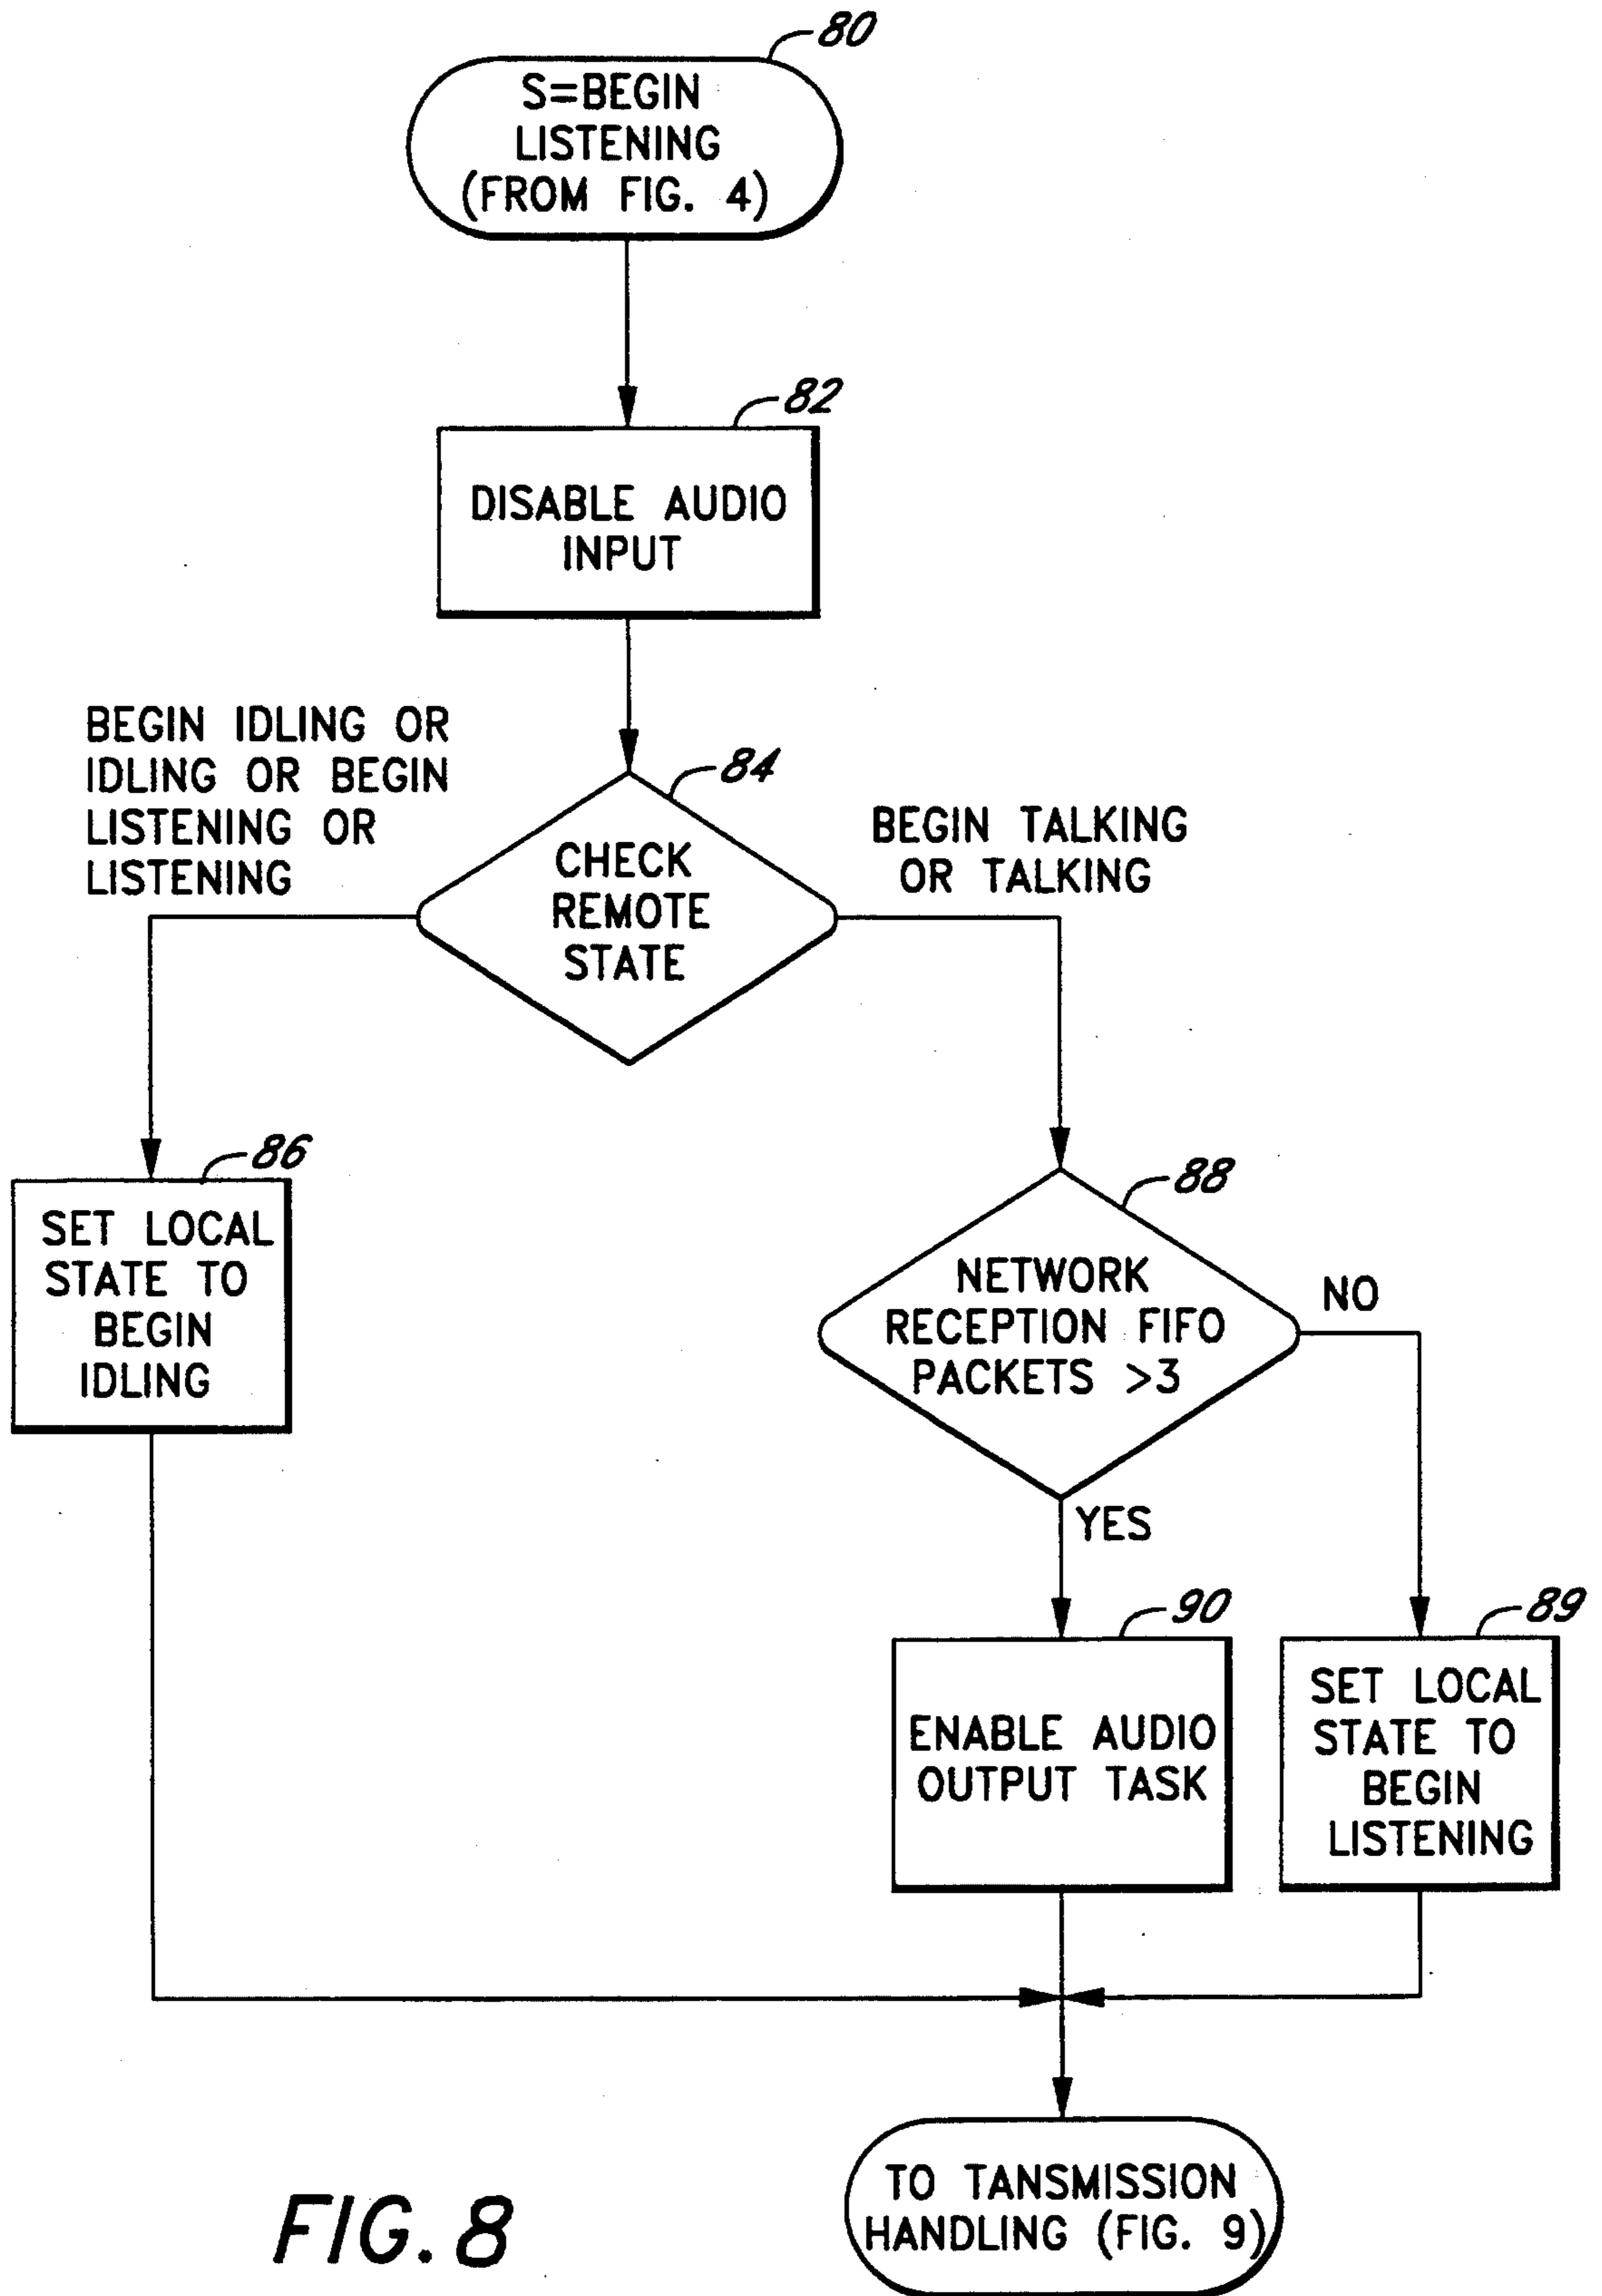 80
S=BEGIN
LISTENING
(FROM FIG. 4)
82
DISABLE AUDIO
INPUT
BEGIN IDLING OR
IDLING OR BEGIN
LISTENING OR
LISTENING
84
CHECK
REMOTE
STATE
BEGIN TALKING
OR TALKING
86
SET LOCAL
STATE TO
BEGIN
IDLING
88
NETWORK
RECEPTION FIFO
PACKETS >3
NO
YES
90
ENABLE AUDIO
OUTPUT TASK
89
SET LOCAL
STATE TO
BEGIN
LISTENING
TO TANSMISSION
HANDLING (FIG. 9)
FIG. 8